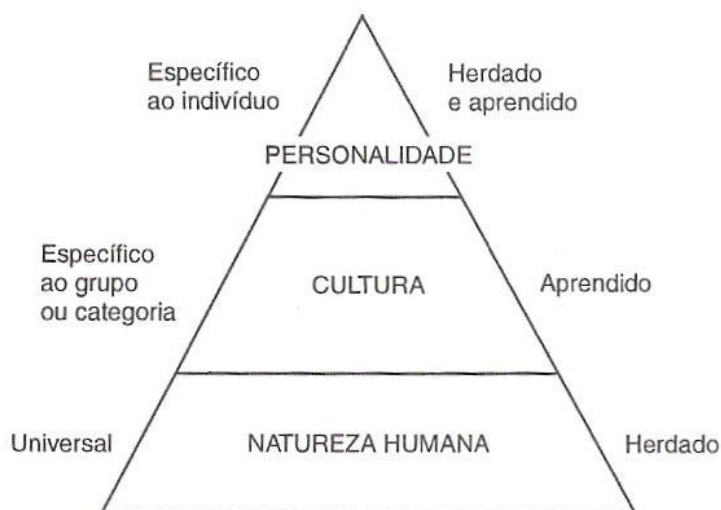 Específico
ao indivíduo
Herdado
e aprendido
PERSONALIDADE
Específico
ao grupo
ou categoria
CULTURA
Aprendido
Universal
NATUREZA HUMANA
Herdado